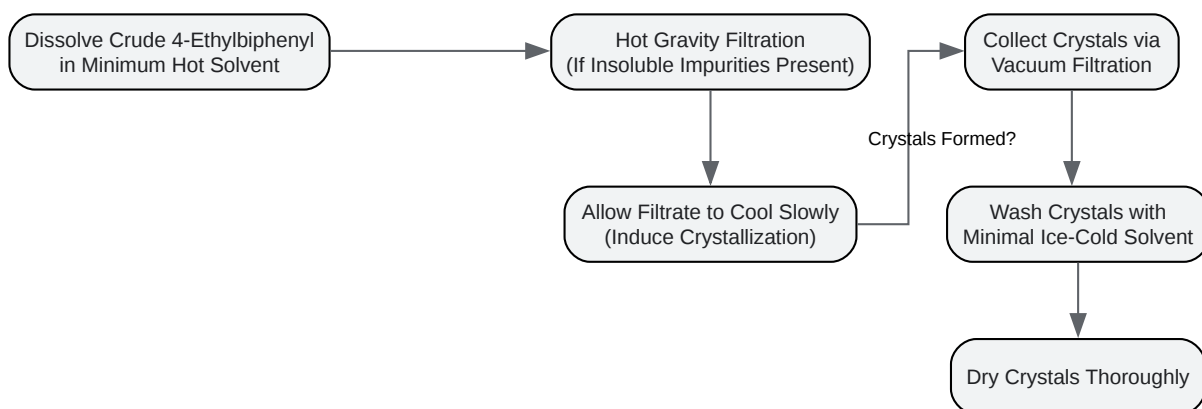 Dissolve Crude 4-Ethylbiphenyl
in Minimum Hot Solvent
Hot Gravity Filtration
(If Insoluble Impurities Present)
Allow Filtrate to Cool Slowly
(Induce Crystallization)
Crystals Formed?
Collect Crystals via
Vacuum Filtration
Wash Crystals with
Minimal Ice-Cold Solvent
Dry Crystals Thoroughly